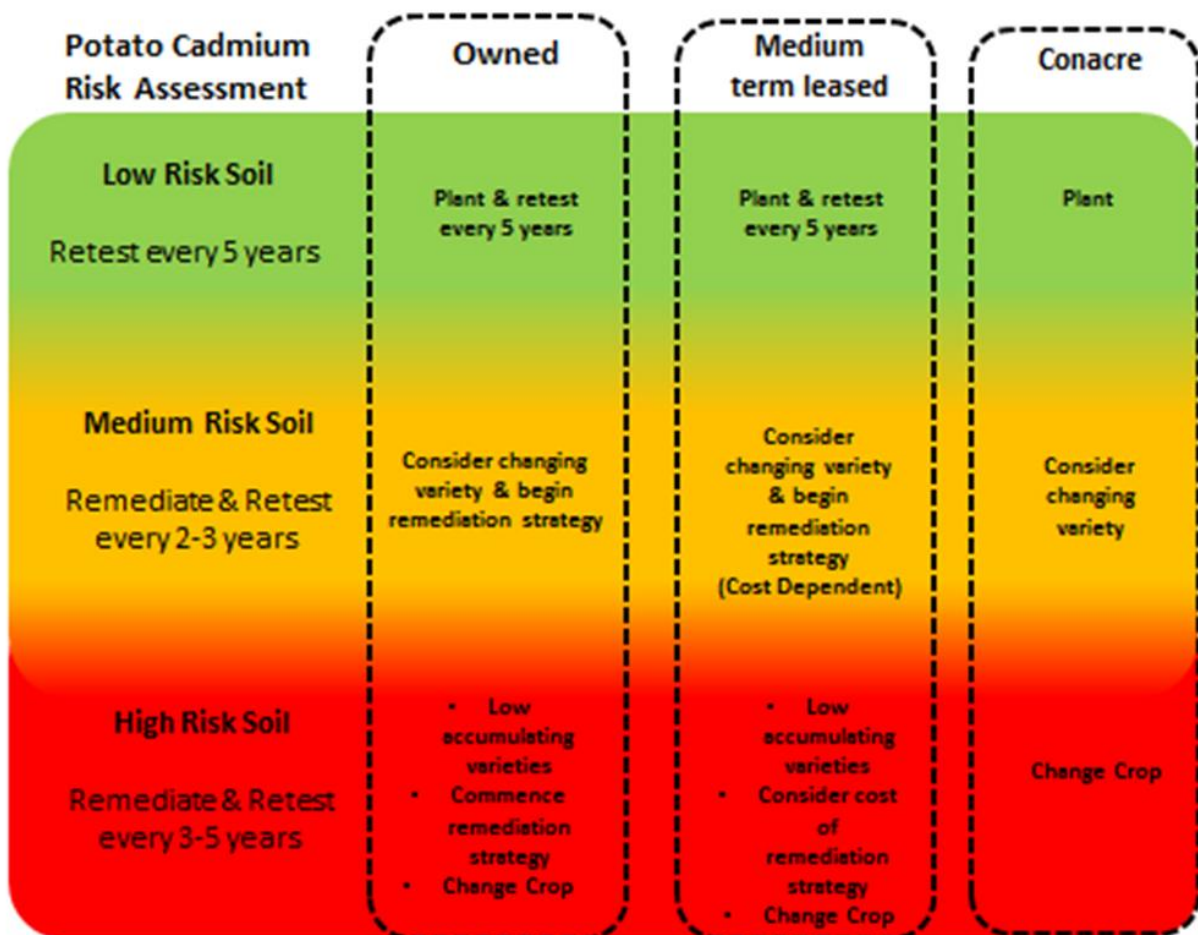 Potato Cadmium
Risk Assessment
Owned
Medium
term leased
Conacre
Low Risk Soil
Retest every 5 years
Plant & retest
every 5 years
Plant & retest
every 5 years
Plant
Medium Risk Soil
Remediate & Retest
every 2-3 years
Consider changing
variety & begin
remediation strategy
Consider
changing variety
& begin
remediation
strategy
(Cost Dependent)
Consider
changing
variety
High Risk Soil
Remediate & Retest
every 3-5 years
• Low
accumulating
varieties
• Commence
remediation
strategy
• Change Crop
• Low
accumulating
varieties
• Consider cost
of
remediation
strategy
• Change Crop
Change Crop